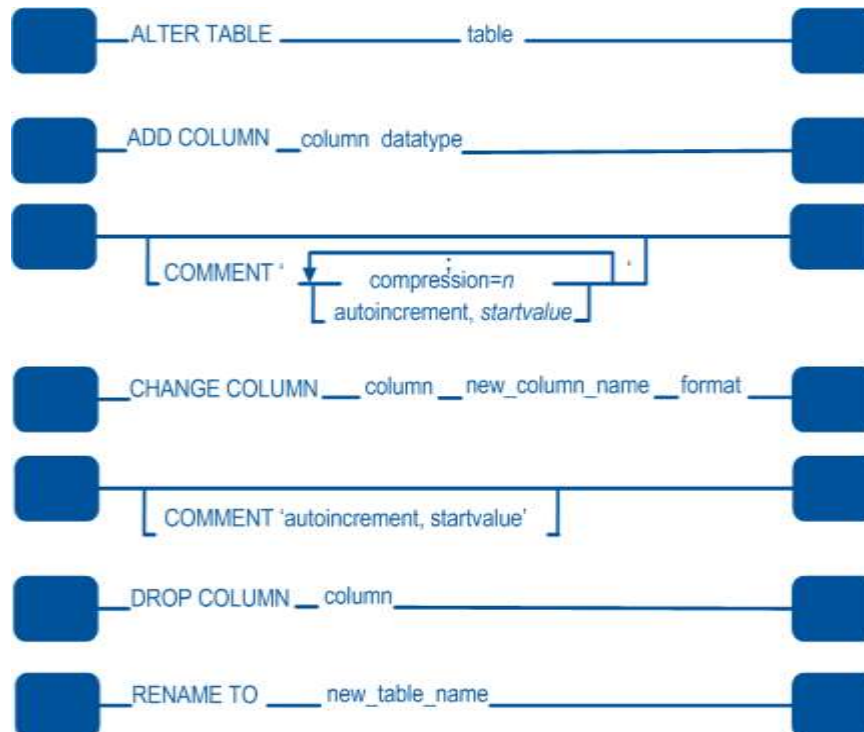 ALTER TABLE table
ADD COLUMN column datatype
COMMENT ‘ ; ‘
compression=n
autoincrement, startvalue
CHANGE COLUMN column new_column_name format
COMMENT ‘autoincrement, startvalue’
DROP COLUMN column
RENAME TO new_table_name